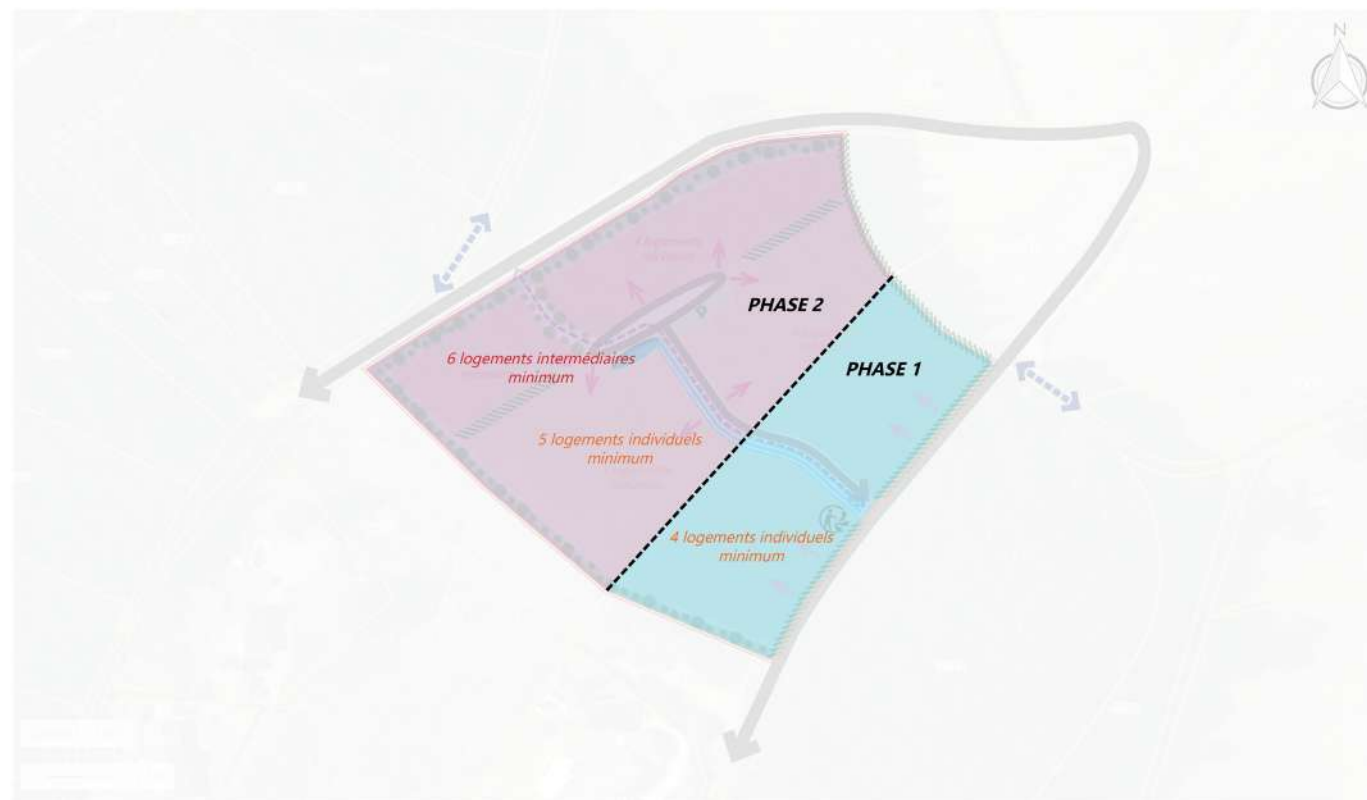 N
PHASE 2
PHASE 1
6 logements intermédiaires
minimum
5 logements individuels
minimum
4 logements individuels
minimum